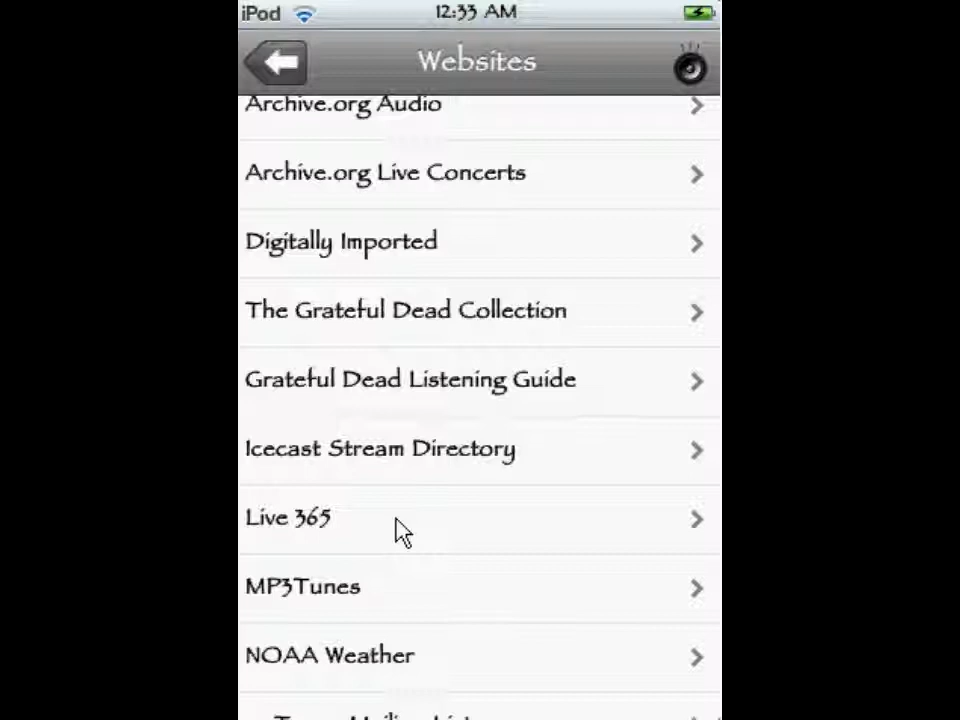 iPod 12:33 AM
Websites
Archive.org Audio
Archive.org Live Concerts
Digitally Imported
The Grateful Dead Collection
Grateful Dead Listening Guide
Icecast Stream Directory
Live 365
MP3Tunes
NOAA Weather